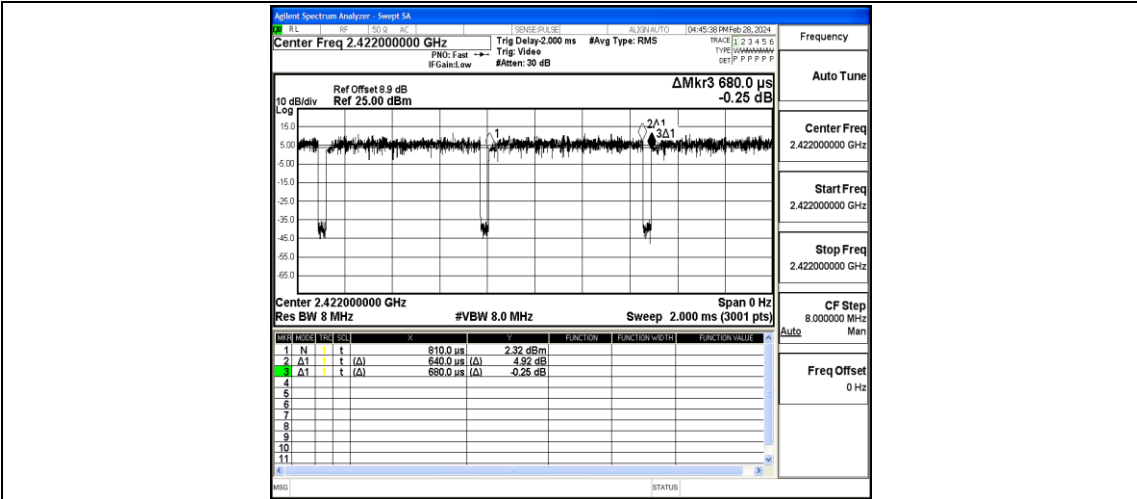 Agilent Spectrum Analyzer - Swept SA
RL RF 50 Ω AC SENSE:PULSE ALIGN AUTO 04:45:38 PM Feb 28, 2024
Center Freq 2.422000000 GHz
Trig Delay-2.000 ms #Avg Type: RMS
TRACE 1 2 3 4 5 6
PNO: Fast
Trig: Video
TYPE
IFGain:Low
#Atten: 30 dB
DET P P P P P P
ΔMkr3 680.0 µs
-0.25 dB
Ref Offset 8.9 dB
10 dB/div Ref 25.00 dBm
Log
15.0
5.00
-5.00
-15.0
-25.0
-35.0
-45.0
-55.0
-65.0
1
2Δ1
3Δ1
Center 2.422000000 GHz Span 0 Hz
Res BW 8 MHz #VBW 8.0 MHz Sweep 2.000 ms (3001 pts)
MKR MODE TRC SCL X Y FUNCTION FUNCTION WIDTH FUNCTION VALUE
1 N 1 t 810.0 µs 2.32 dBm
2 Δ1 1 t (Δ) 640.0 µs (Δ) 4.92 dB
3 Δ1 1 t (Δ) 680.0 µs (Δ) -0.25 dB
4
5
6
7
8
9
10
11
MSG STATUS
Frequency
Auto Tune
Center Freq
2.422000000 GHz
Start Freq
2.422000000 GHz
Stop Freq
2.422000000 GHz
CF Step
8.000000 MHz
Auto Man
Freq Offset
0 Hz